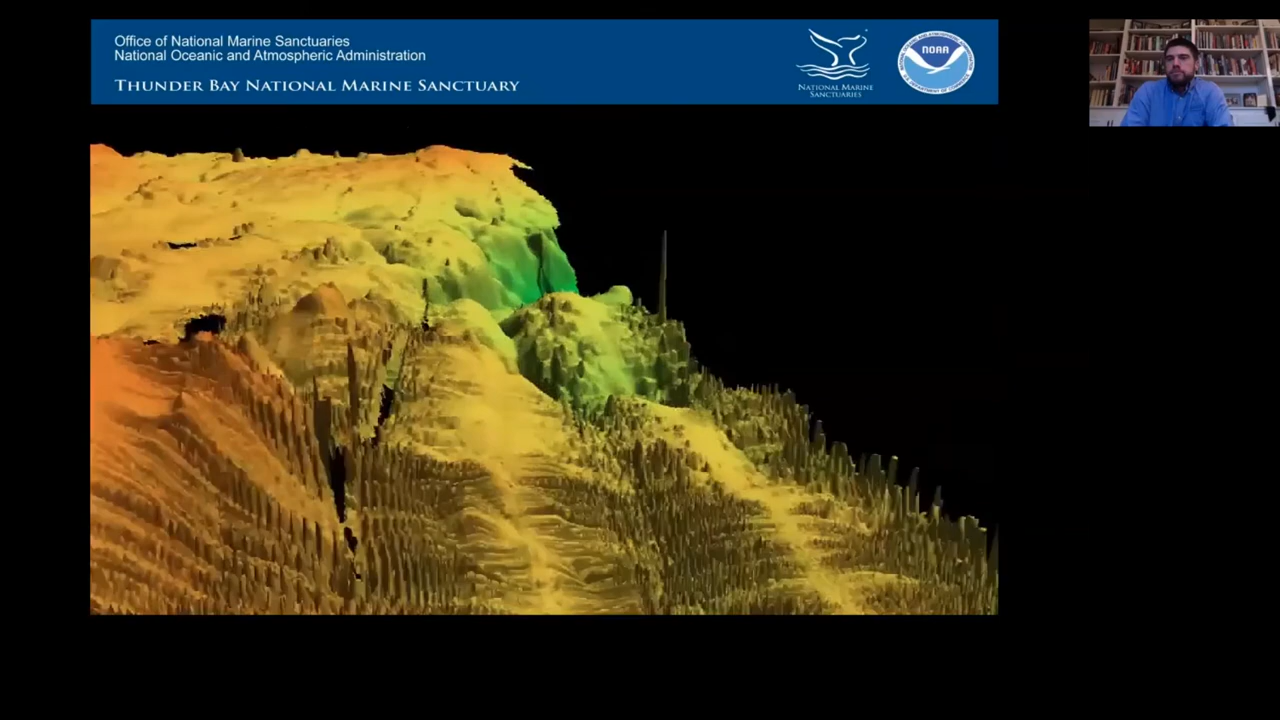 Office of National Marine Sanctuaries
National Oceanic and Atmospheric Administration
THUNDER BAY NATIONAL MARINE SANCTUARY
NATIONAL MARINE
SANCTUARIES
NOAA